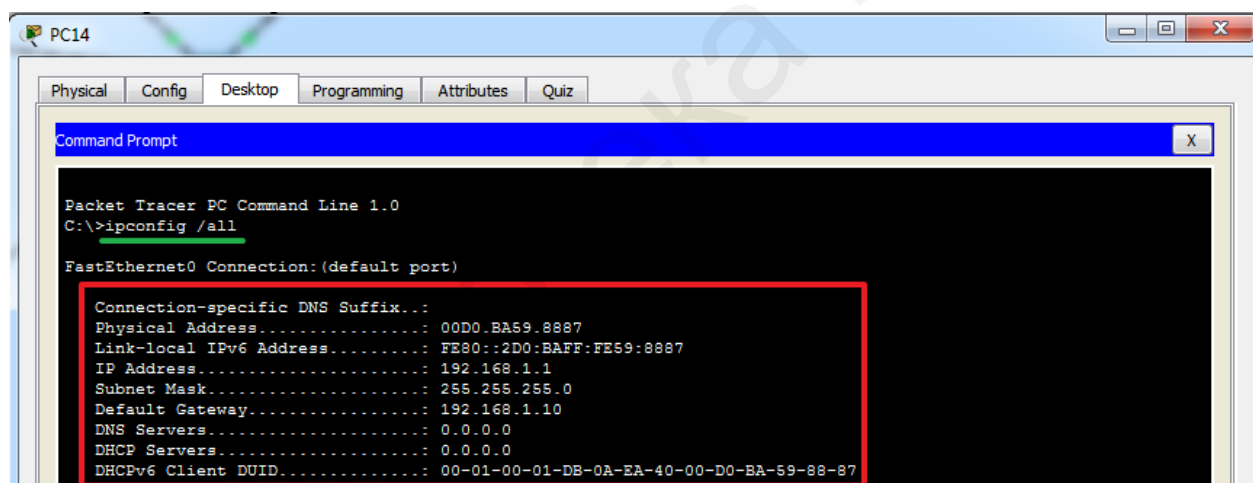 PC14
Physical Config Desktop Programming Attributes Quiz
Command Prompt X
Packet Tracer PC Command Line 1.0
C:\>ipconfig /all
FastEthernet0 Connection:(default port)
Connection-specific DNS Suffix..:
Physical Address................: 00D0.BA59.8887
Link-local IPv6 Address.........: FE80::2D0:BAFF:FE59:8887
IP Address......................: 192.168.1.1
Subnet Mask.....................: 255.255.255.0
Default Gateway.................: 192.168.1.10
DNS Servers.....................: 0.0.0.0
DHCP Servers....................: 0.0.0.0
DHCPv6 Client DUID..............: 00-01-00-01-DB-0A-EA-40-00-D0-BA-59-88-87